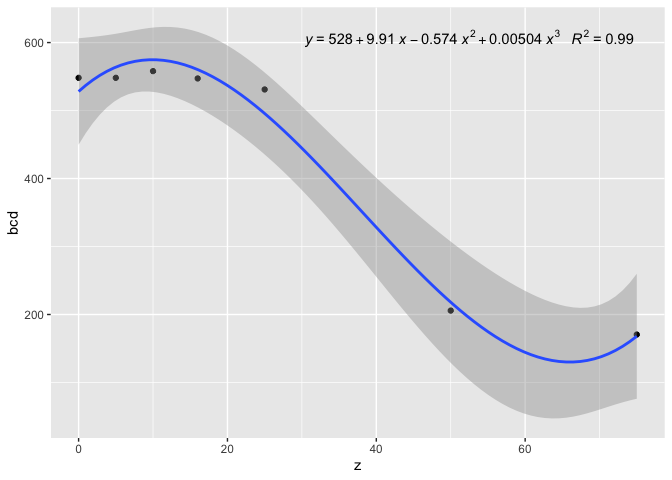 y = 528 + 9.91 x − 0.574 x² + 0.00504 x³ R² = 0.99
600
400
200
bcd
0 20 40 60
z